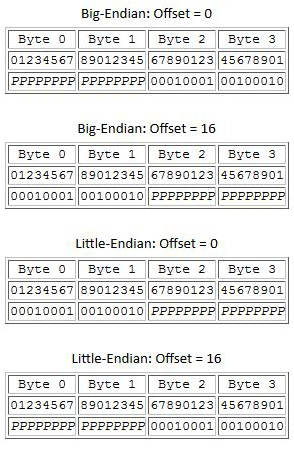 Big-Endian: Offset = 0
Byte 0 Byte 1 Byte 2 Byte 3
01234567 89012345 67890123 45678901
PPPPPPPP PPPPPPPP 00010001 00100010
Big-Endian: Offset = 16
Byte 0 Byte 1 Byte 2 Byte 3
01234567 89012345 67890123 45678901
00010001 00100010 PPPPPPPP PPPPPPPP
Little-Endian: Offset = 0
Byte 0 Byte 1 Byte 2 Byte 3
01234567 89012345 67890123 45678901
00010001 00100010 PPPPPPPP PPPPPPPP
Little-Endian: Offset = 16
Byte 0 Byte 1 Byte 2 Byte 3
01234567 89012345 67890123 45678901
PPPPPPPP PPPPPPPP 00010001 00100010